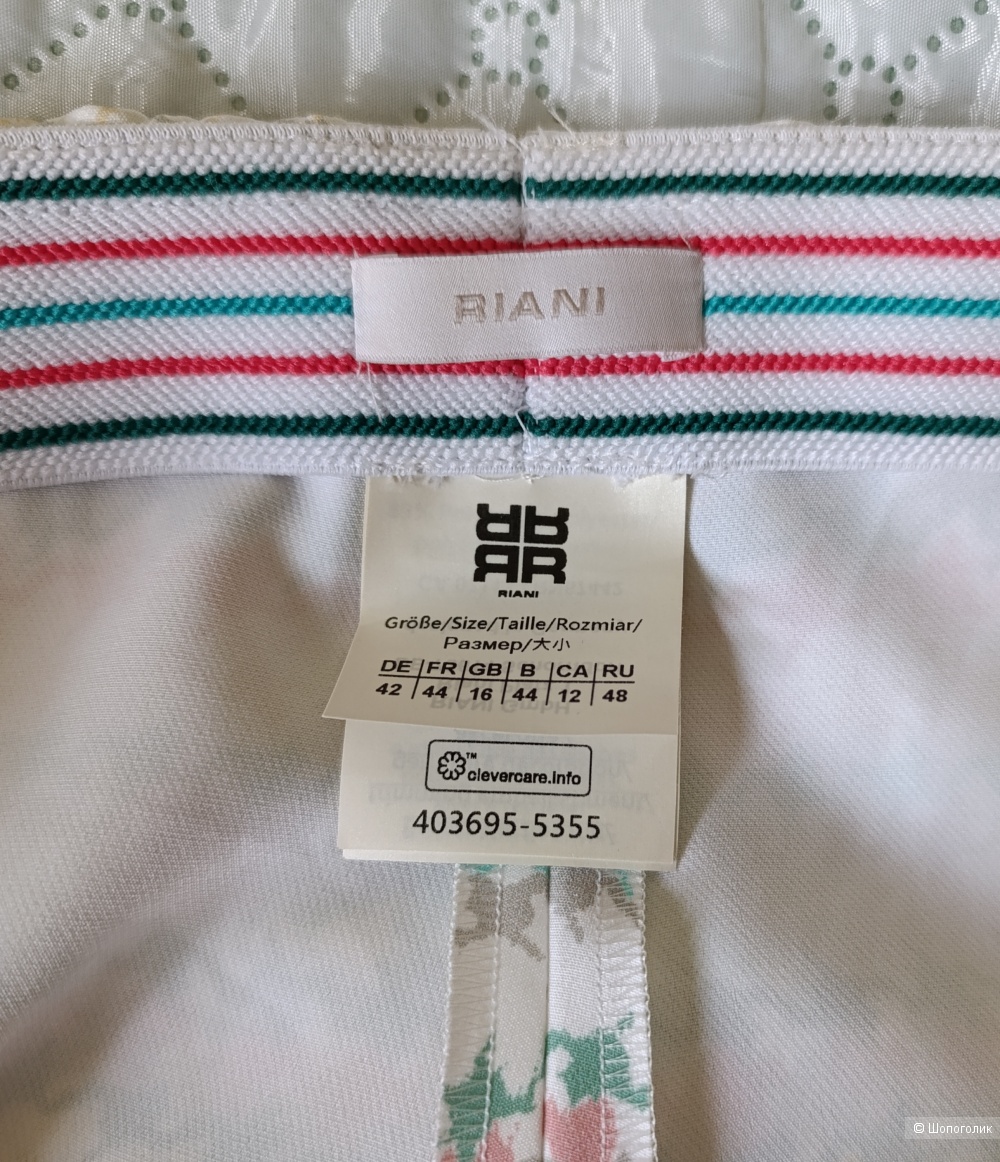 RIANI
RIANI
Größe/Size/Taille/Rozmiar/
Размер/大小
DE FR GB B CA RU
42 44 16 44 12 48
™
clevercare.info
403695-5355
© Шопоголик